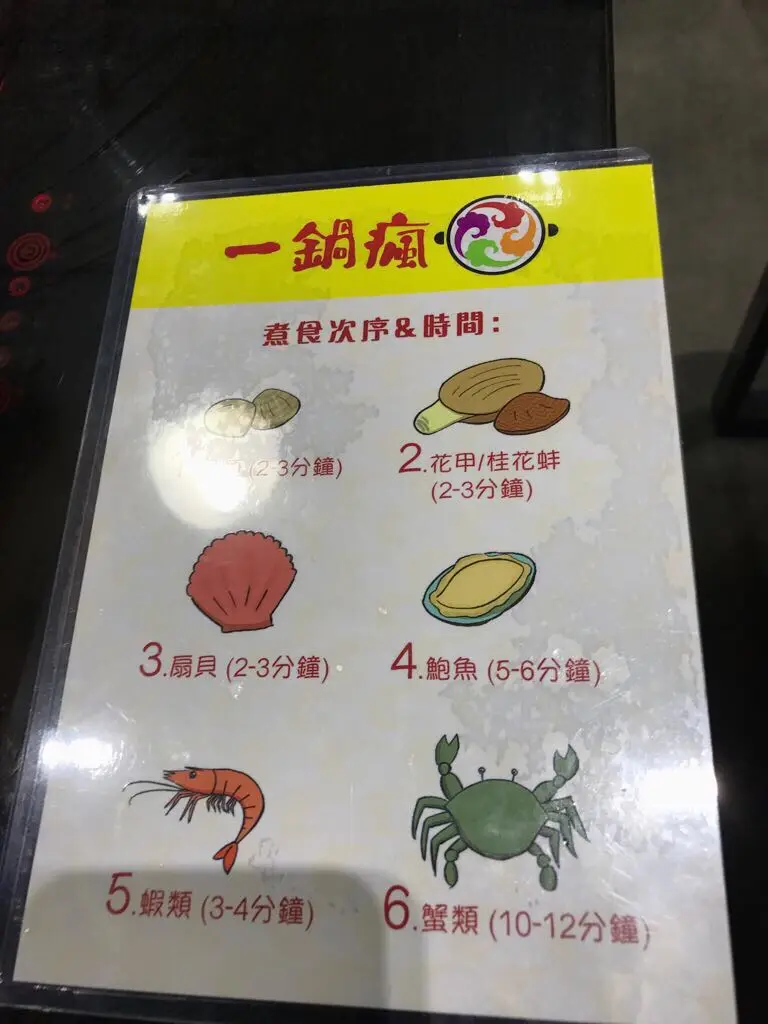 一鍋瘋
煮食次序&時間:
(2-3分鐘)
2.花甲/桂花蚌
(2-3分鐘)
3.扇貝 (2-3分鐘)
4.鮑魚 (5-6分鐘)
5.蝦類 (3-4分鐘)
6.蟹類 (10-12分鐘)